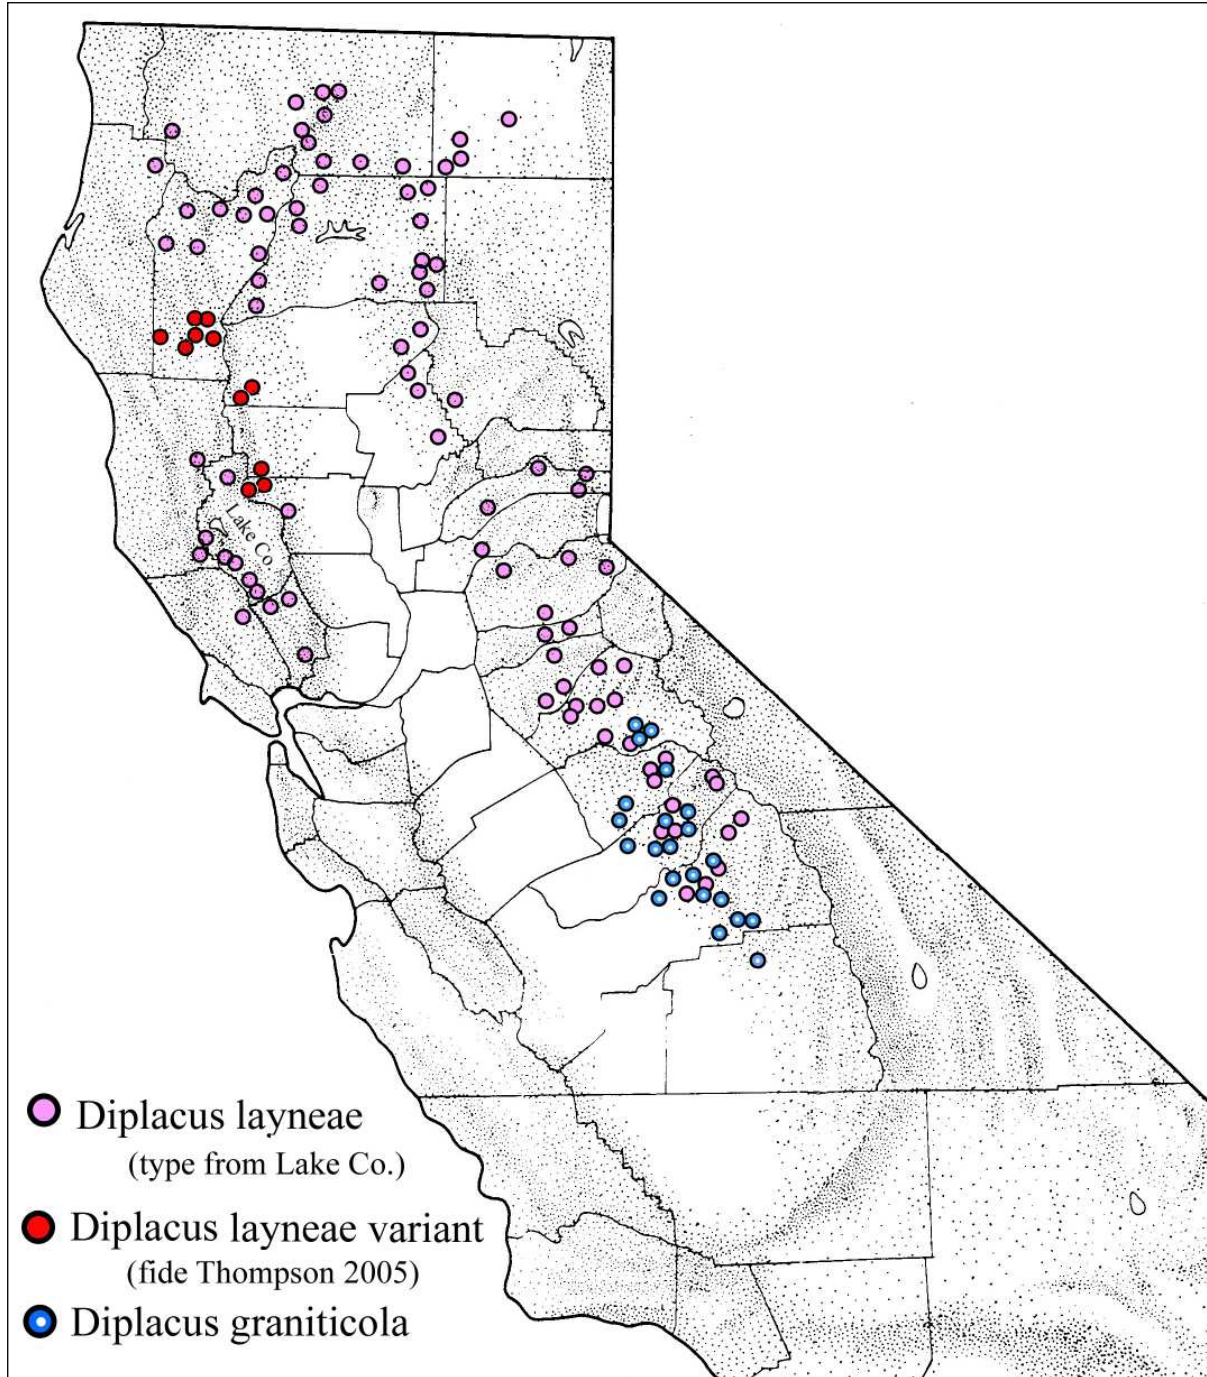 Lake Co
Diplacus layneae
(type from Lake Co.)
Diplacus layneae variant
(fide Thompson 2005)
Diplacus graniticola